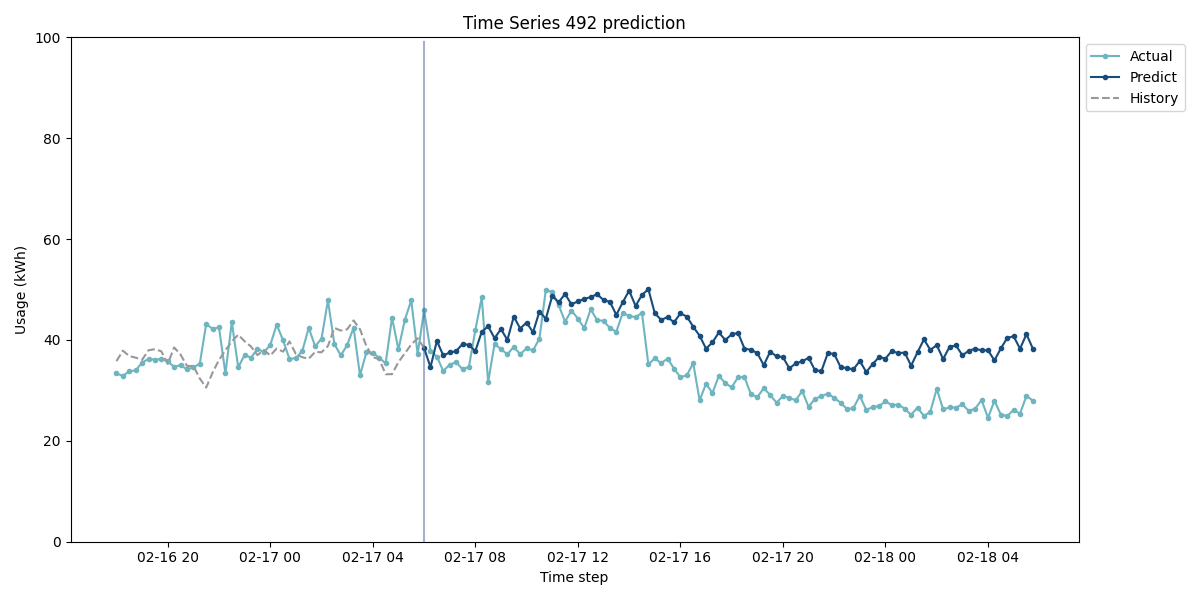 Time Series 492 prediction
100
80
60
40
20
0
Usage (kWh)
02-16 20
02-17 00
02-17 04
02-17 08
02-17 12
02-17 16
02-17 20
02-18 00
02-18 04
Time step
Actual
Predict
History